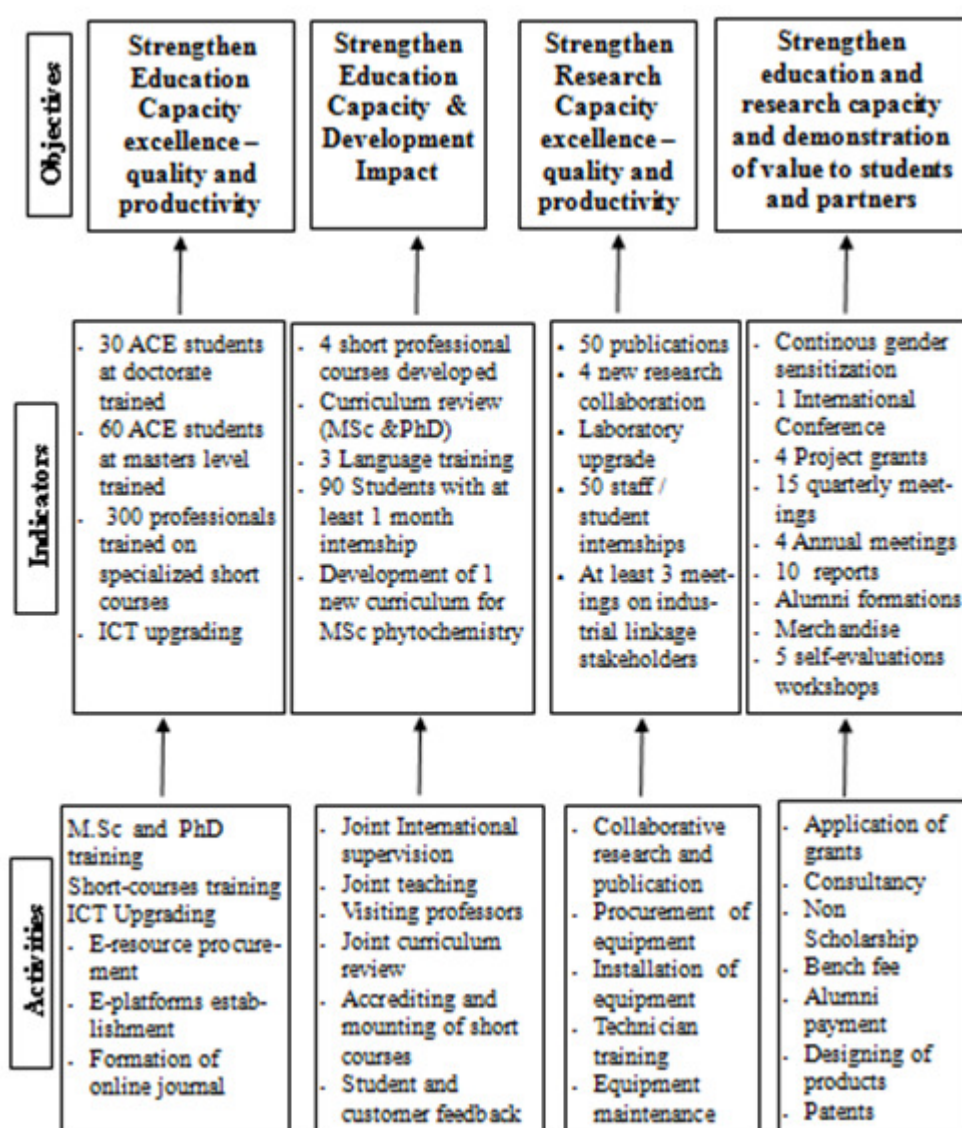 Objectives
Strengthen
Education
Capacity
excellence –
quality and
productivity
Strengthen
Education
Capacity &
Development
Impact
Strengthen
Research
Capacity
excellence –
quality and
productivity
Strengthen
education and
research capacity
and demonstration
of value to students
and partners
Indicators
- 30 ACE students
at doctorate
trained
- 60 ACE students
at masters level
trained
- 300 professionals
trained on
specialized short
courses
- ICT upgrading
- 4 short professional
courses developed
- Curriculum review
(MSc &PhD)
- 3 Language training
- 90 Students with at
least 1 month
internship
- Development of 1
new curriculum for
MSc phytochemistry
• 50 publications
• 4 new research
collaboration
• Laboratory
upgrade
• 50 staff /
student
internships
• At least 3 meet-
ings on indus-
trial linkage
stakeholders
- Continous gender
sensitization
- 1 International
Conference
- 4 Project grants
- 15 quarterly meet-
ings
- 4 Annual meetings
- 10 reports
- Alumni formations
- Merchandise
- 5 self-evaluations
workshops
Activities
M.Sc and PhD
training
Short-courses training
ICT Upgrading
- E-resource procure-
ment
- E-platforms estab-
lishment
- Formation of
online journal
- Joint International
supervision
- Joint teaching
- Visiting professors
- Joint curriculum
review
- Accrediting and
mounting of short
courses
- Student and
customer feedback
- Collaborative
research and
publication
- Procurement of
equipment
- Installation of
equipment
- Technician
training
- Equipment
maintenance
- Application of
grants
- Consultancy
- Non
Scholarship
- Bench fee
- Alumni
payment
- Designing of
products
- Patents